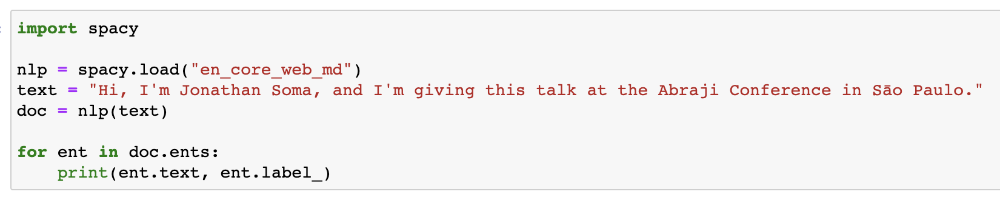 import spacy
nlp = spacy.load("en_core_web_md")
text = "Hi, I'm Jonathan Soma, and I'm giving this talk at the Abraji Conference in São Paulo."
doc = nlp(text)
for ent in doc.ents:
    print(ent.text, ent.label_)